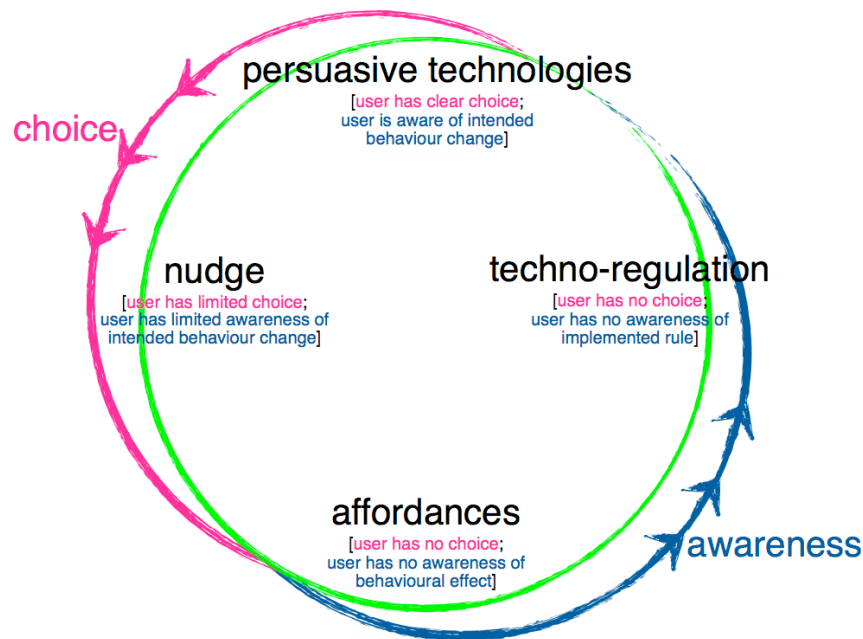 persuasive technologies
[user has clear choice;
user is aware of intended
behaviour change]
choice
nudge
[user has limited choice;
user has limited awareness of
intended behaviour change]
techno-regulation
[user has no choice;
user has no awareness of
implemented rule]
affordances
[user has no choice;
user has no awareness of
behavioural effect]
awareness